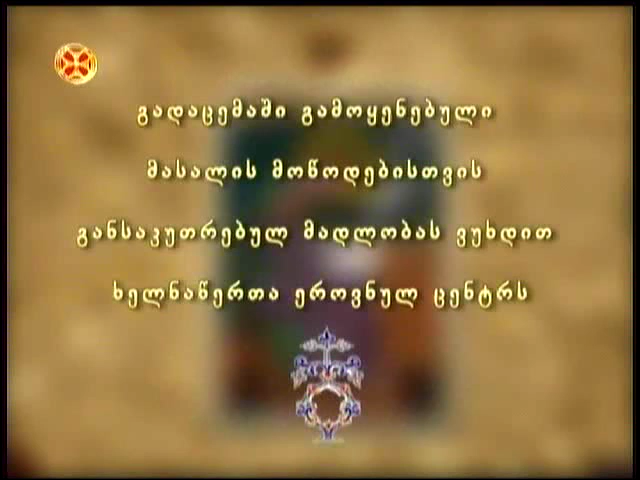 გადაცემაში გამოყენებული
მასალის მოწოდებისთვის
განსაკუთრებულ მადლობას ვუხდით
ხელნაწერთა ეროვნულ ცენტრს